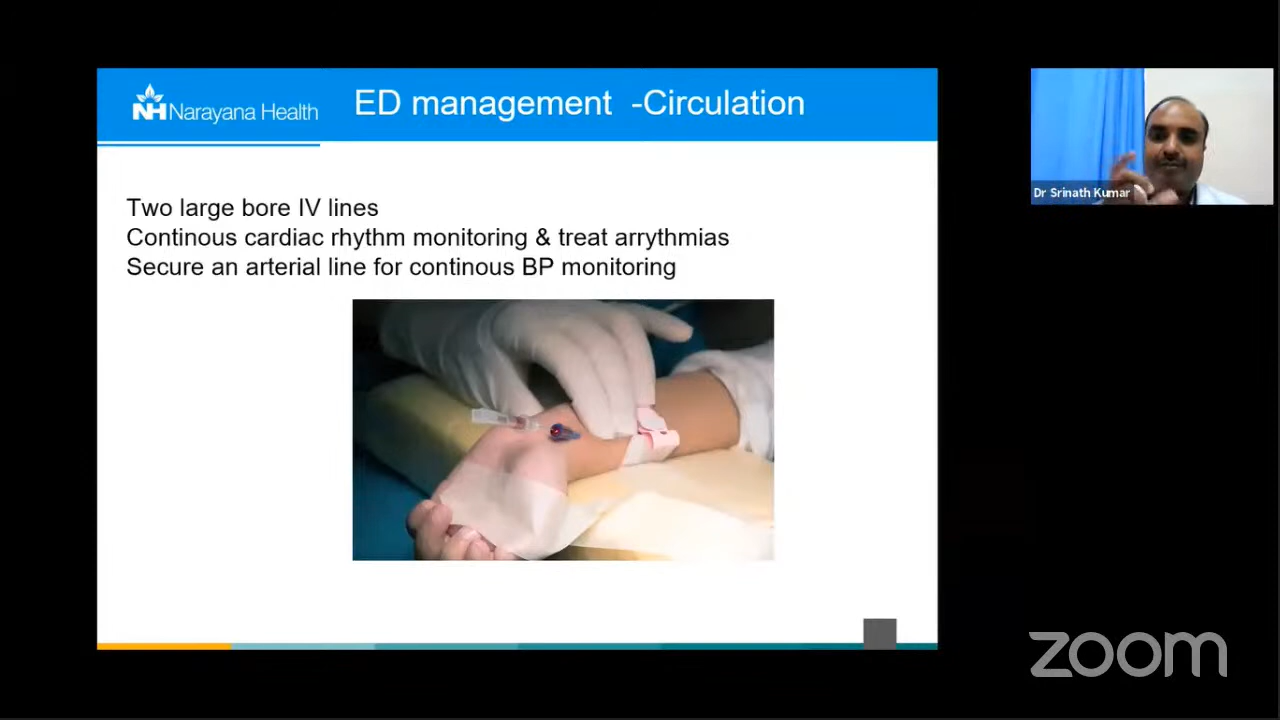 NH Narayana Health
ED management -Circulation
Two large bore IV lines
Continous cardiac rhythm monitoring & treat arrythmias
Secure an arterial line for continous BP monitoring
Dr Srinath Kumar
zoom